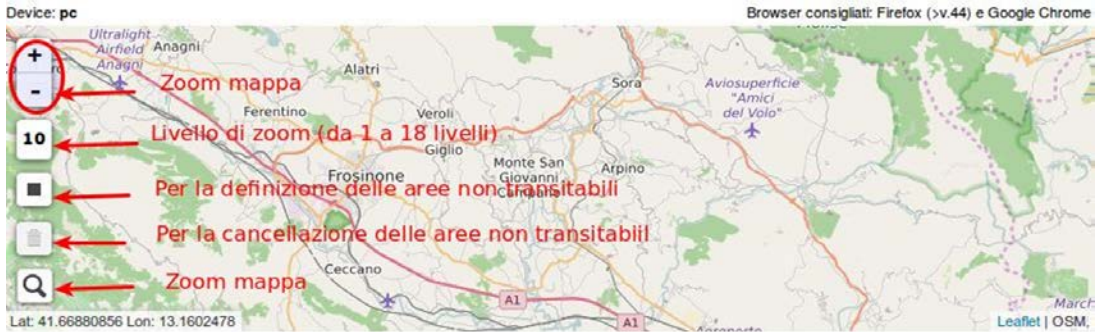 Device: pc
Browser consigliati: Firefox (>v.44) e Google Chrome
Ultralight
Airfield
Anagni
Anagni
Alatri
+
-
Zoom mappa
Sora
Aviosuperficie
"Amici
del Volo"
Ferentino
Veroli
10
Livello di zoom (da 1 a 18 livelli)
Giglio
Monte San
Giovanni
Campano
Arpino
Frosinone
Per la definizione delle aree non transitabili
Per la cancellazione delle aree non transitabiil
Ceccano
Zoom mappa
A1
A1
March
Lat: 41.66880856 Lon: 13.1602478
Aeroporto
Leaflet | OSM,